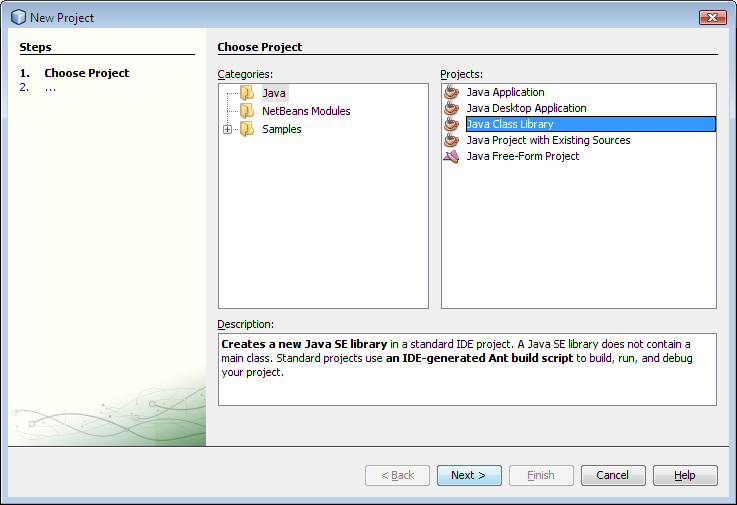 New Project
Steps
1. Choose Project
2. ...
Choose Project
Categories:
Java
NetBeans Modules
Samples
Projects:
Java Application
Java Desktop Application
Java Class Library
Java Project with Existing Sources
Java Free-Form Project
Description:
Creates a new Java SE library in a standard IDE project. A Java SE library does not contain a
main class. Standard projects use an IDE-generated Ant build script to build, run, and debug
your project.
< Back
Next >
Finish
Cancel
Help